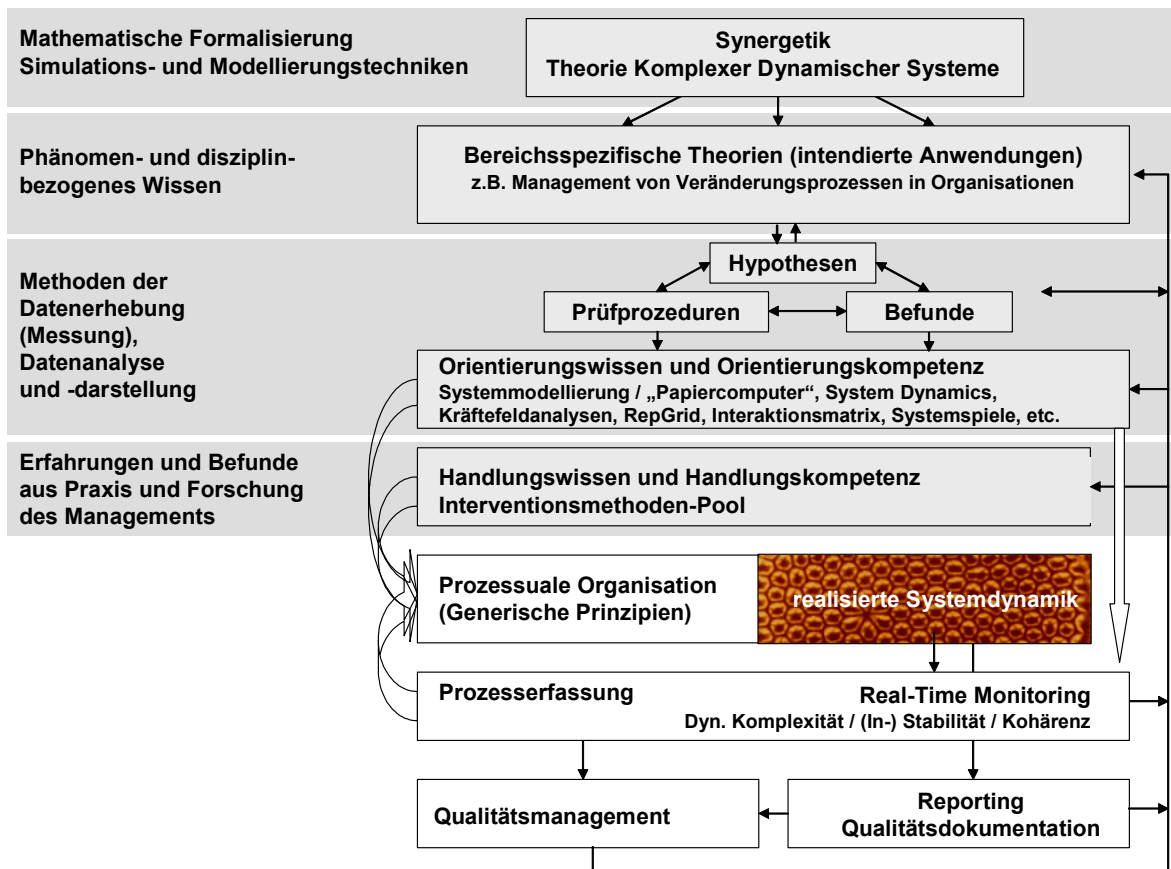 Mathematische Formalisierung
Simulations- und Modellierungstechniken
Synergetik
Theorie Komplexer Dynamischer Systeme
Phänomen- und disziplin-
bezogenes Wissen
Bereichsspezifische Theorien (intendierte Anwendungen)
z.B. Management von Veränderungsprozessen in Organisationen
Methoden der
Datenerhebung
(Messung),
Datenanalyse
und -darstellung
Hypothesen
Prüfprozeduren
Befunde
Orientierungswissen und Orientierungskompetenz
Systemmodellierung / „Papiercomputer“, System Dynamics,
Kräftefeldanalysen, RepGrid, Interaktionsmatrix, Systemspiele, etc.
Erfahrungen und Befunde
aus Praxis und Forschung
des Managements
Handlungswissen und Handlungskompetenz
Interventionsmethoden-Pool
Prozessuale Organisation
(Generische Prinzipien)
realisierte Systemdynamik
Prozesserfassung
Real-Time Monitoring
Dyn. Komplexität / (In-) Stabilität / Kohärenz
Qualitätsmanagement
Reporting
Qualitätsdokumentation